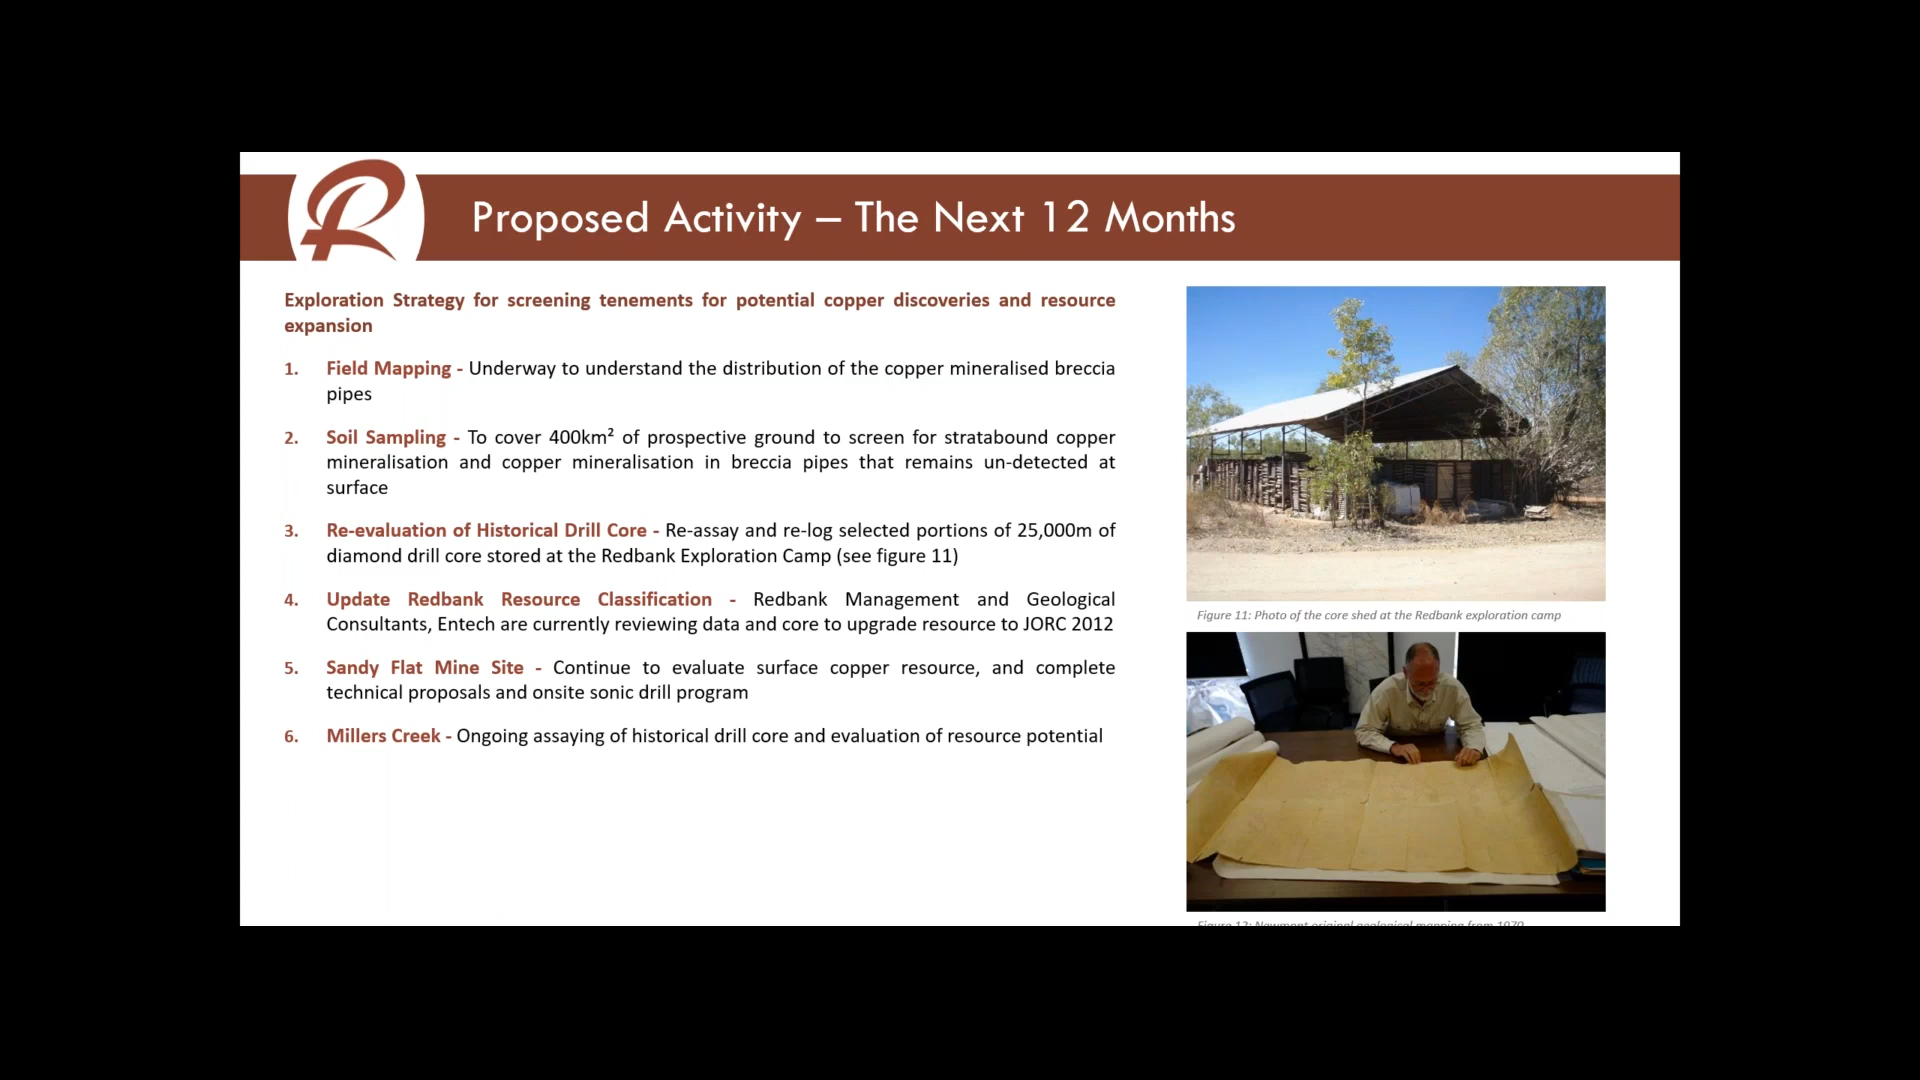 Proposed Activity – The Next 12 Months
Exploration Strategy for screening tenements for potential copper discoveries and resource
expansion
1. Field Mapping - Underway to understand the distribution of the copper mineralised breccia
pipes
2. Soil Sampling - To cover 400km² of prospective ground to screen for stratabound copper
mineralisation and copper mineralisation in breccia pipes that remains un-detected at
surface
3. Re-evaluation of Historical Drill Core - Re-assay and re-log selected portions of 25,000m of
diamond drill core stored at the Redbank Exploration Camp (see figure 11)
4. Update Redbank Resource Classification - Redbank Management and Geological
Consultants, Entech are currently reviewing data and core to upgrade resource to JORC 2012
5. Sandy Flat Mine Site - Continue to evaluate surface copper resource, and complete
technical proposals and onsite sonic drill program
6. Millers Creek - Ongoing assaying of historical drill core and evaluation of resource potential
Figure 11: Photo of the core shed at the Redbank exploration camp
Figure 12: Newmont original geological mapping from 1970